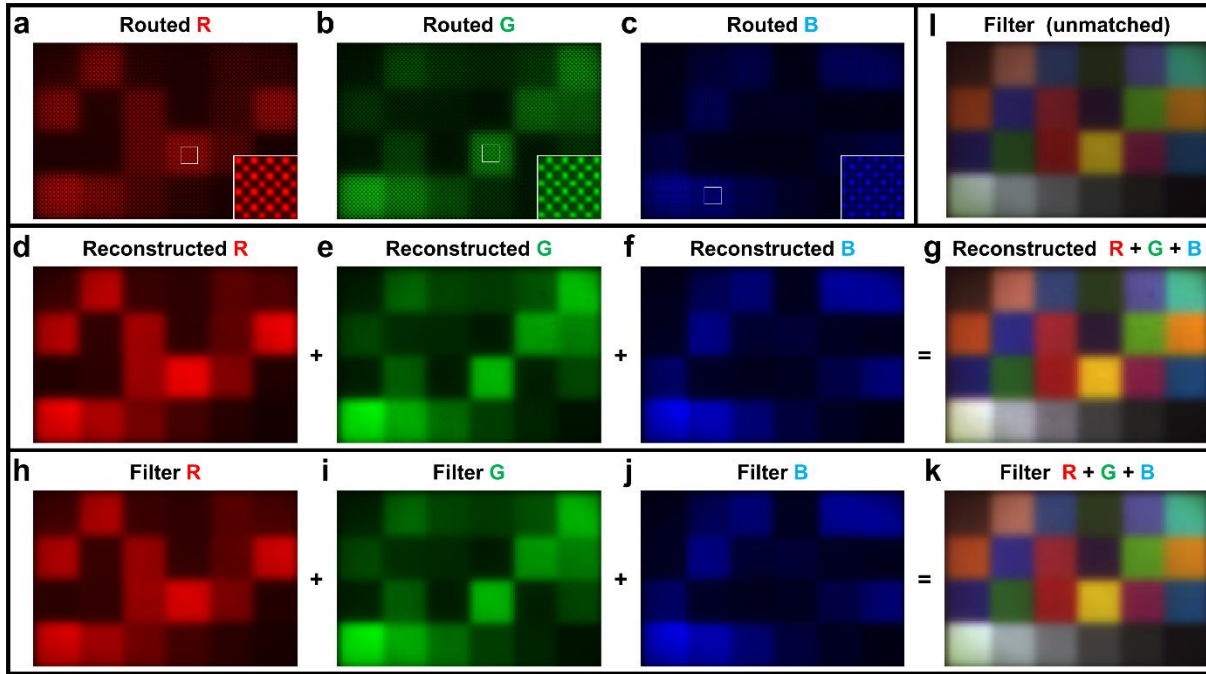 a Routed R
b Routed G
c Routed B
l Filter (unmatched)
d Reconstructed R
e Reconstructed G
f Reconstructed B
g Reconstructed R + G + B
+ + =
h Filter R
i Filter G
j Filter B
k Filter R + G + B
+ + =